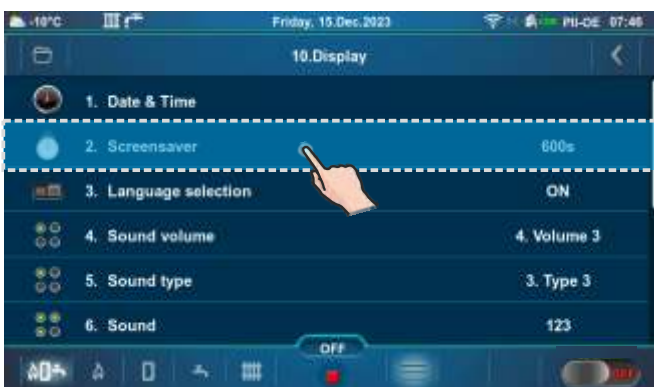 -10°C Friday, 15.Dec.2023 PII-OE 07:46
10.Display
1. Date & Time
2. Screensaver 600s
3. Language selection ON
4. Sound volume 4. Volume 3
5. Sound type 3. Type 3
6. Sound 123
OFF
OFF